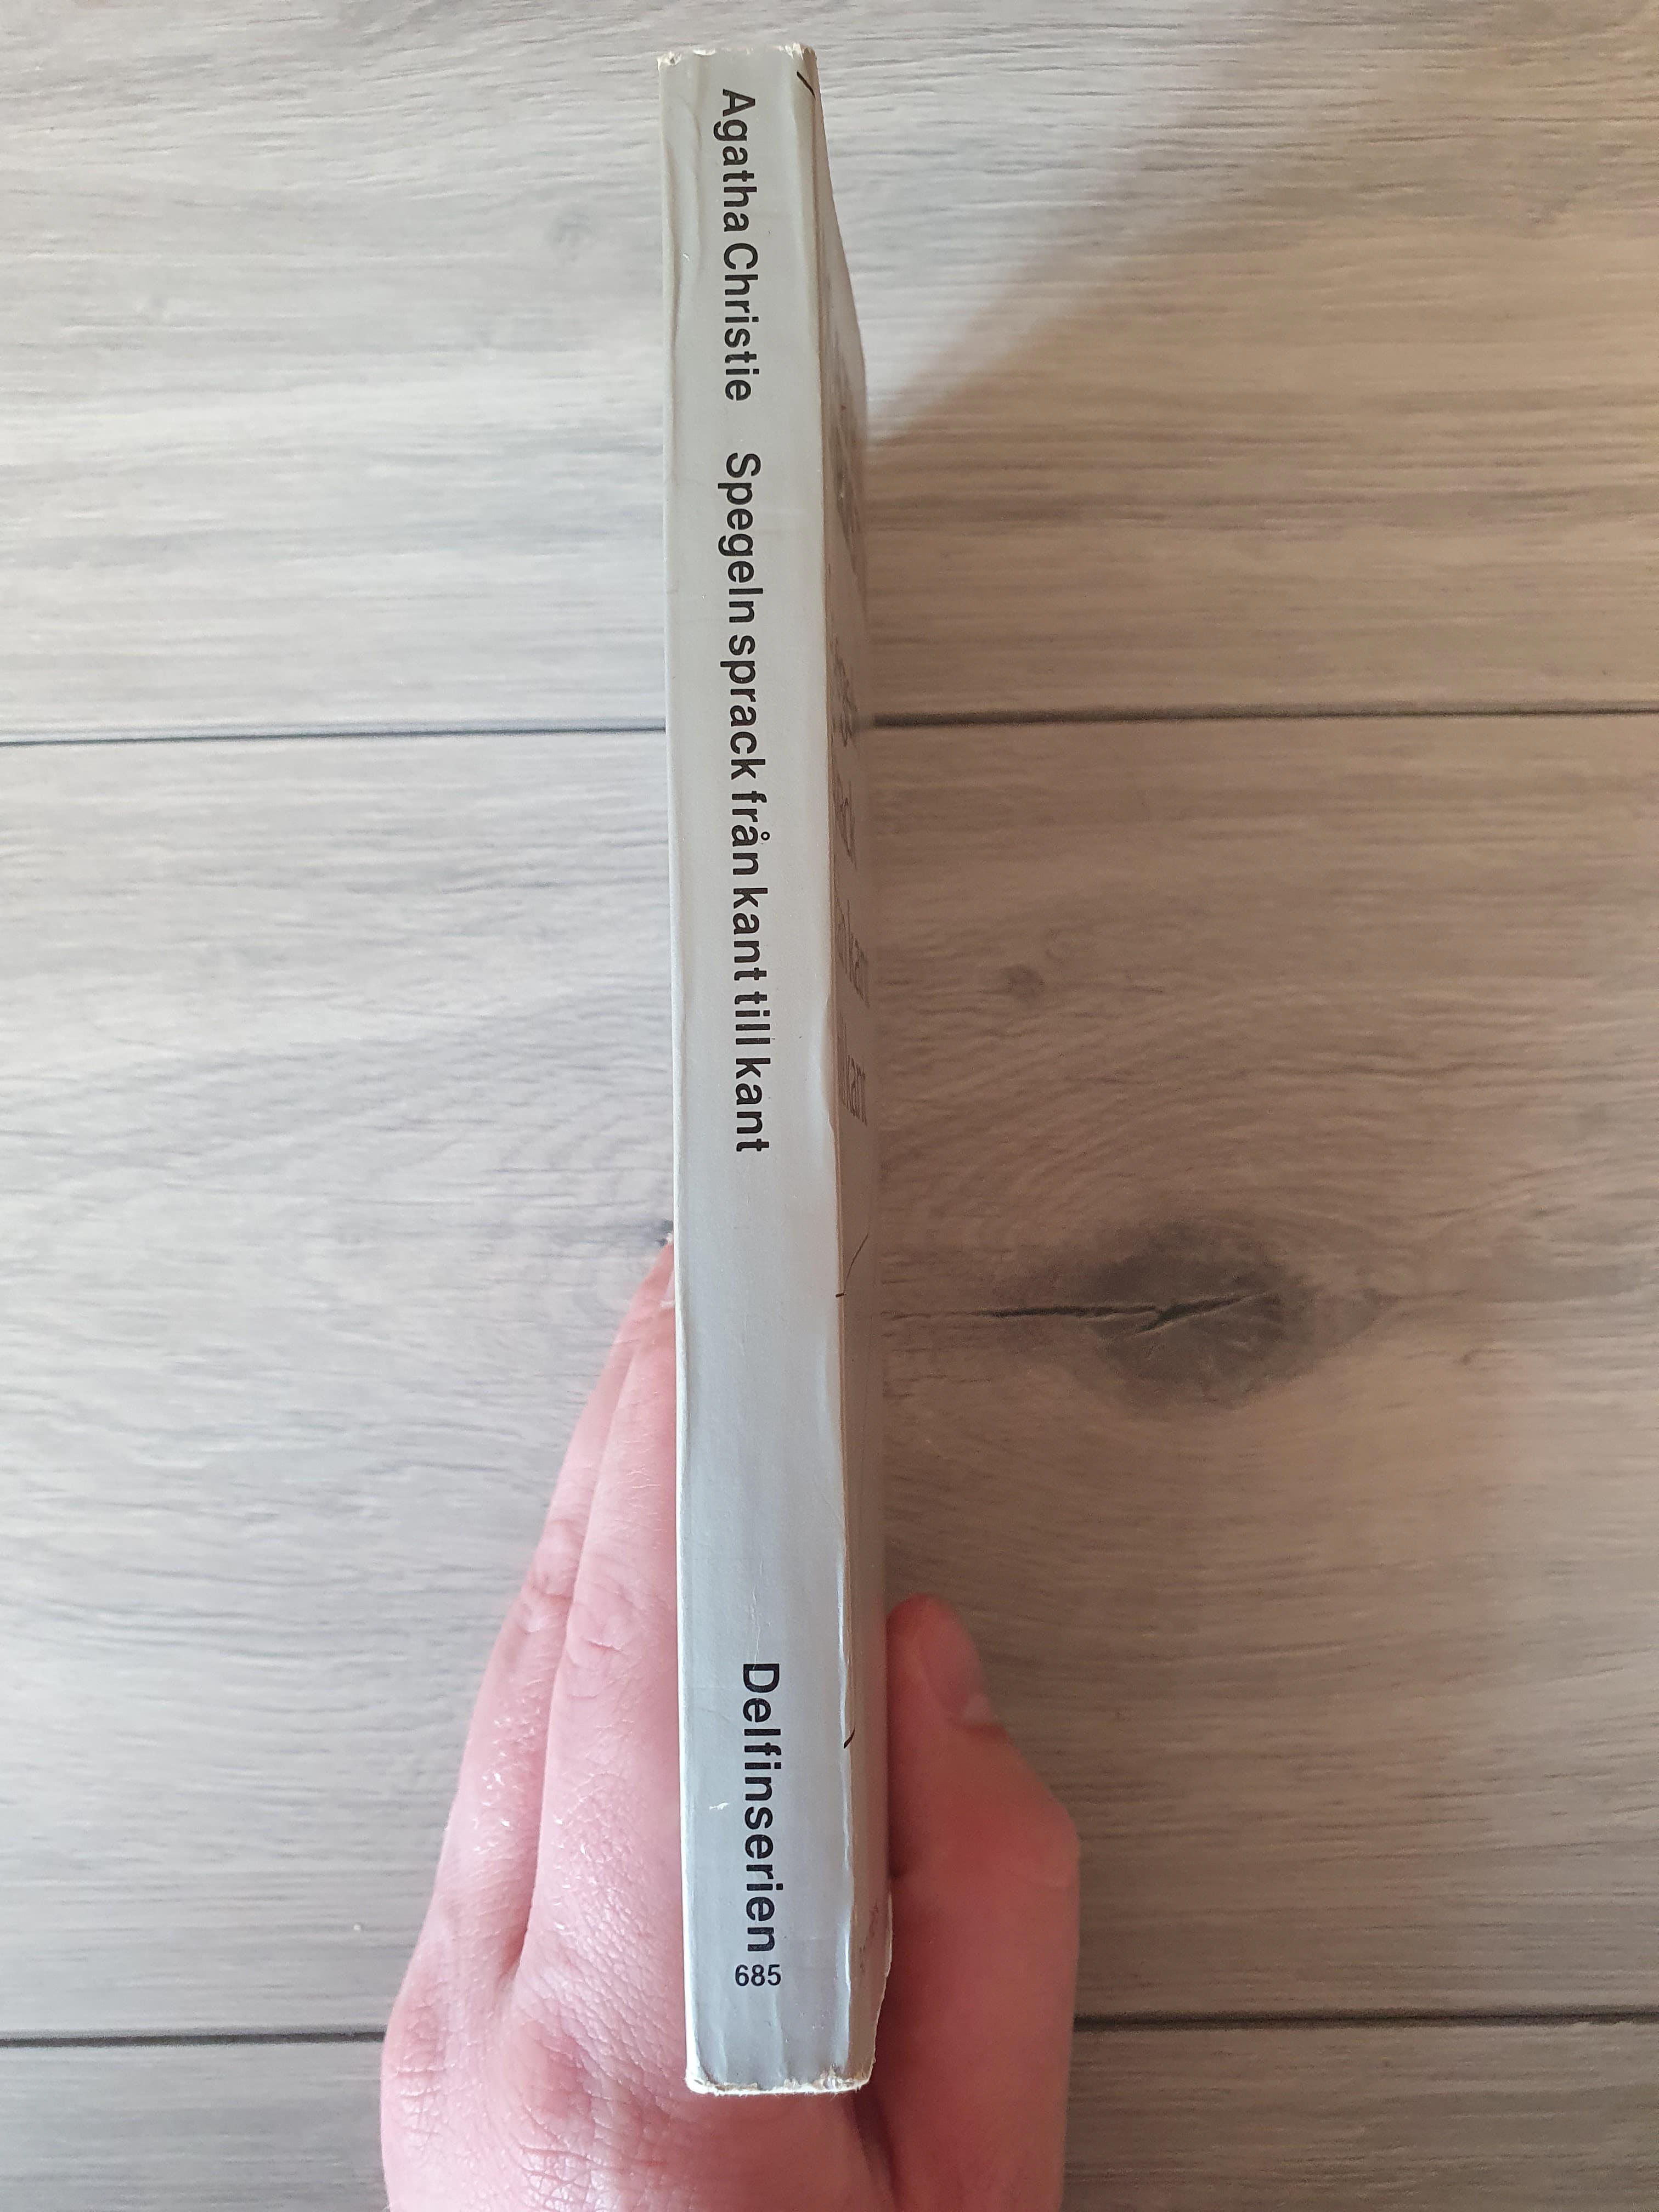 Agatha Christie Spegeln sprack från kant till kant Delfinserien 685